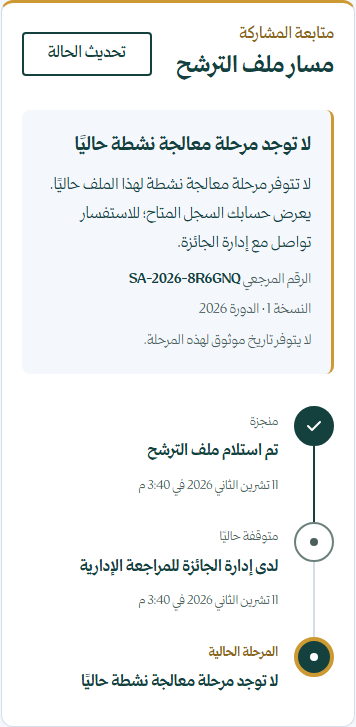 متابعة المشاركة
مسار ملف الترشح
تحديث الحالة
لا توجد مرحلة معالجة نشطة حاليًا
لا تتوفر مرحلة معالجة نشطة لهذا الملف حاليًا.
يعرض حسابك السجل المتاح؛ للاستفسار
تواصل مع إدارة الجائزة.
الرقم المرجعي SA-2026-8R6GNQ
النسخة 1 · الدورة 2026
لا يتوفر تاريخ موثوق لهذه المرحلة.
منجزة
تم استلام ملف الترشح
11 تشرين الثاني 2026 في 3:40 م
متوقفة حاليًا
لدى إدارة الجائزة للمراجعة الإدارية
11 تشرين الثاني 2026 في 3:40 م
المرحلة الحالية
لا توجد مرحلة معالجة نشطة حاليًا